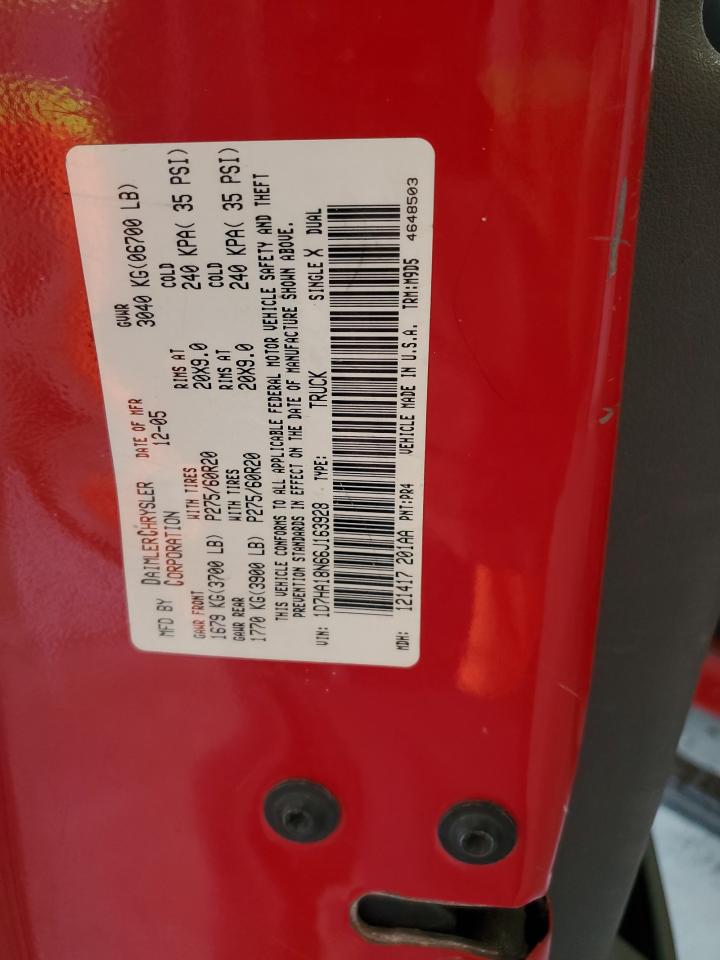 MFD BY DAIMLERCHRYSLER CORPORATION DATE OF MFR 12-05 GVWR 3040 KG(06700 LB)
GAWR FRONT WITH TIRES RIMS AT COLD
1679 KG(3700 LB) P275/60R20 20X9.0 240 KPA( 35 PSI)
GAWR REAR WITH TIRES RIMS AT COLD
1770 KG(3900 LB) P275/60R20 20X9.0 240 KPA( 35 PSI)
THIS VEHICLE CONFORMS TO ALL APPLICABLE FEDERAL MOTOR VEHICLE SAFETY AND THEFT
PREVENTION STANDARDS IN EFFECT ON THE DATE OF MANUFACTURE SHOWN ABOVE.
VIN: 1D7HA18N66J163928 TYPE: TRUCK SINGLE X DUAL
MDH: 121417 201AA PNT:PR4 VEHICLE MADE IN U.S.A. TRM:M9D5 4648503